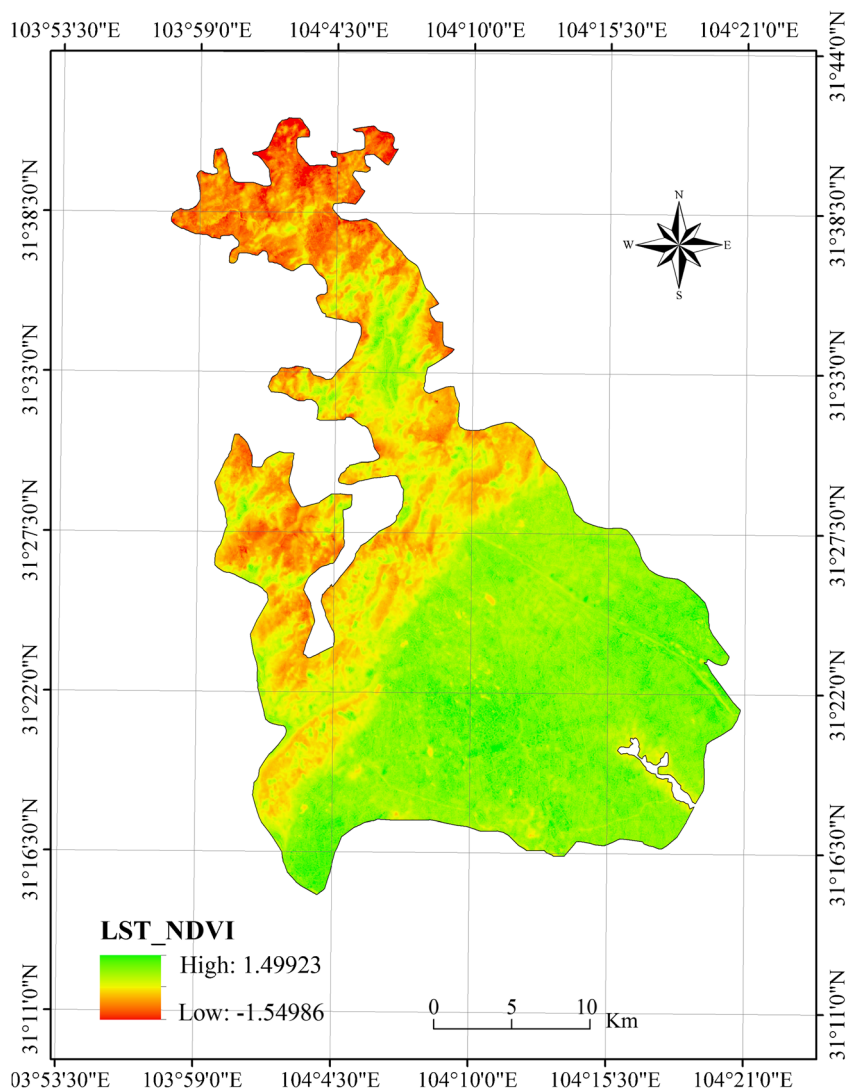 103°53'30"E 103°59'0"E 104°4'30"E 104°10'0"E 104°15'30"E 104°21'0"E
31°44'0"N
31°38'30"N 31°38'30"N
N
W E
S
31°33'0"N 31°33'0"N
31°27'30"N 31°27'30"N
31°22'0"N 31°22'0"N
31°16'30"N 31°16'30"N
LST_NDVI
High: 1.49923
Low: -1.54986
0 5 10
Km
31°11'0"N 31°11'0"N
103°53'30"E 103°59'0"E 104°4'30"E 104°10'0"E 104°15'30"E 104°21'0"E